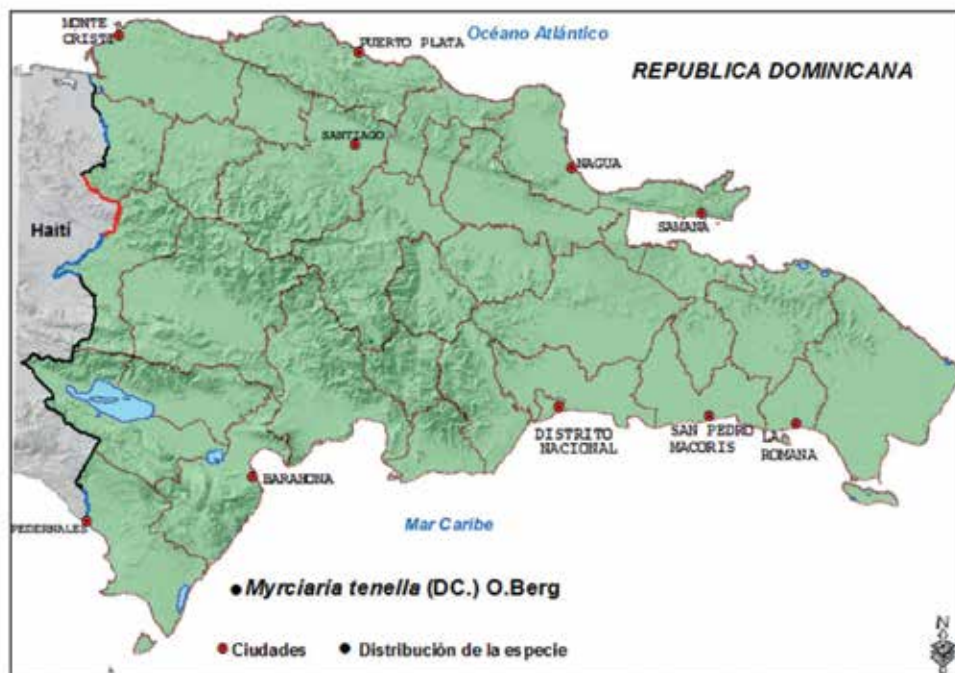 MONTE
CRISTI
PUERTO PLATA
Océano Atlántico
REPUBLICA DOMINICANA
SANTIAGO
NAGUA
SAMANA
Haití
DISTRITO
NACIONAL
SAN PEDRO
MACORIS
LA
ROMANA
BARAHONA
PEDERNALES
Mar Caribe
Myrciaria tenella (DC.) O.Berg
Ciudades
Distribución de la especie
N